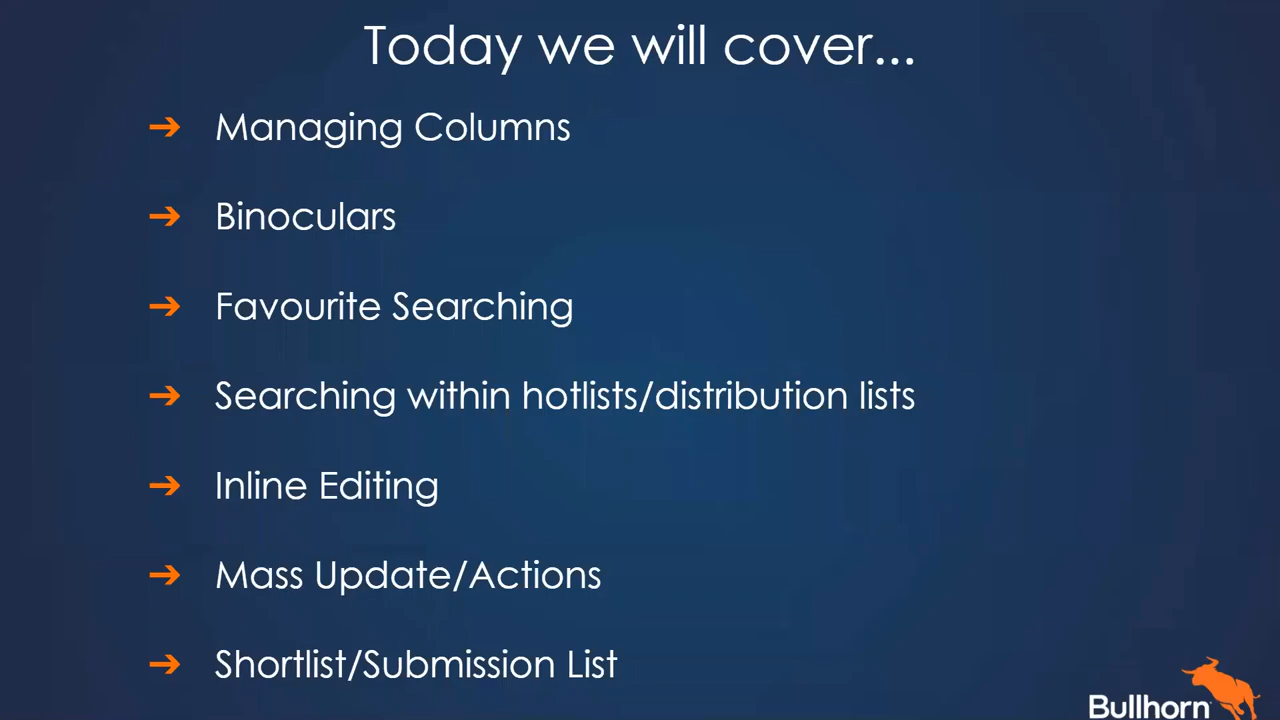 Today we will cover...
➔ Managing Columns
➔ Binoculars
➔ Favourite Searching
➔ Searching within hotlists/distribution lists
➔ Inline Editing
➔ Mass Update/Actions
➔ Shortlist/Submission List
Bullhorn